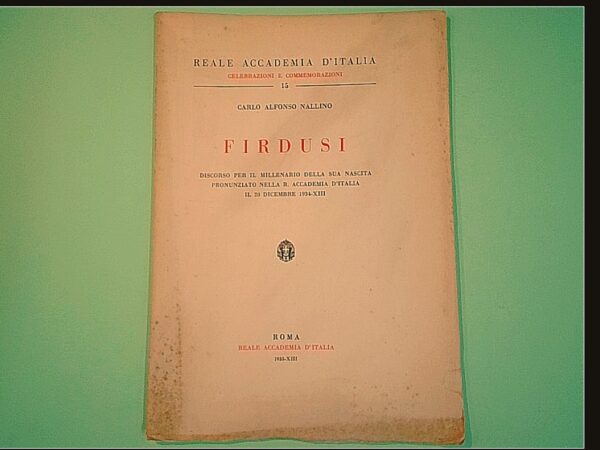 REALE ACCADEMIA D'ITALIA
CELEBRAZIONI E COMMEMORAZIONI
15
CARLO ALFONSO NALLINO
FIRDUSI
DISCORSO PER IL MILLENARIO DELLA SUA NASCITA
PRONUNZIATO NELLA R. ACCADEMIA D'ITALIA
IL 20 DICEMBRE 1934-XIII
ROMA
REALE ACCADEMIA D'ITALIA
1935-XIII